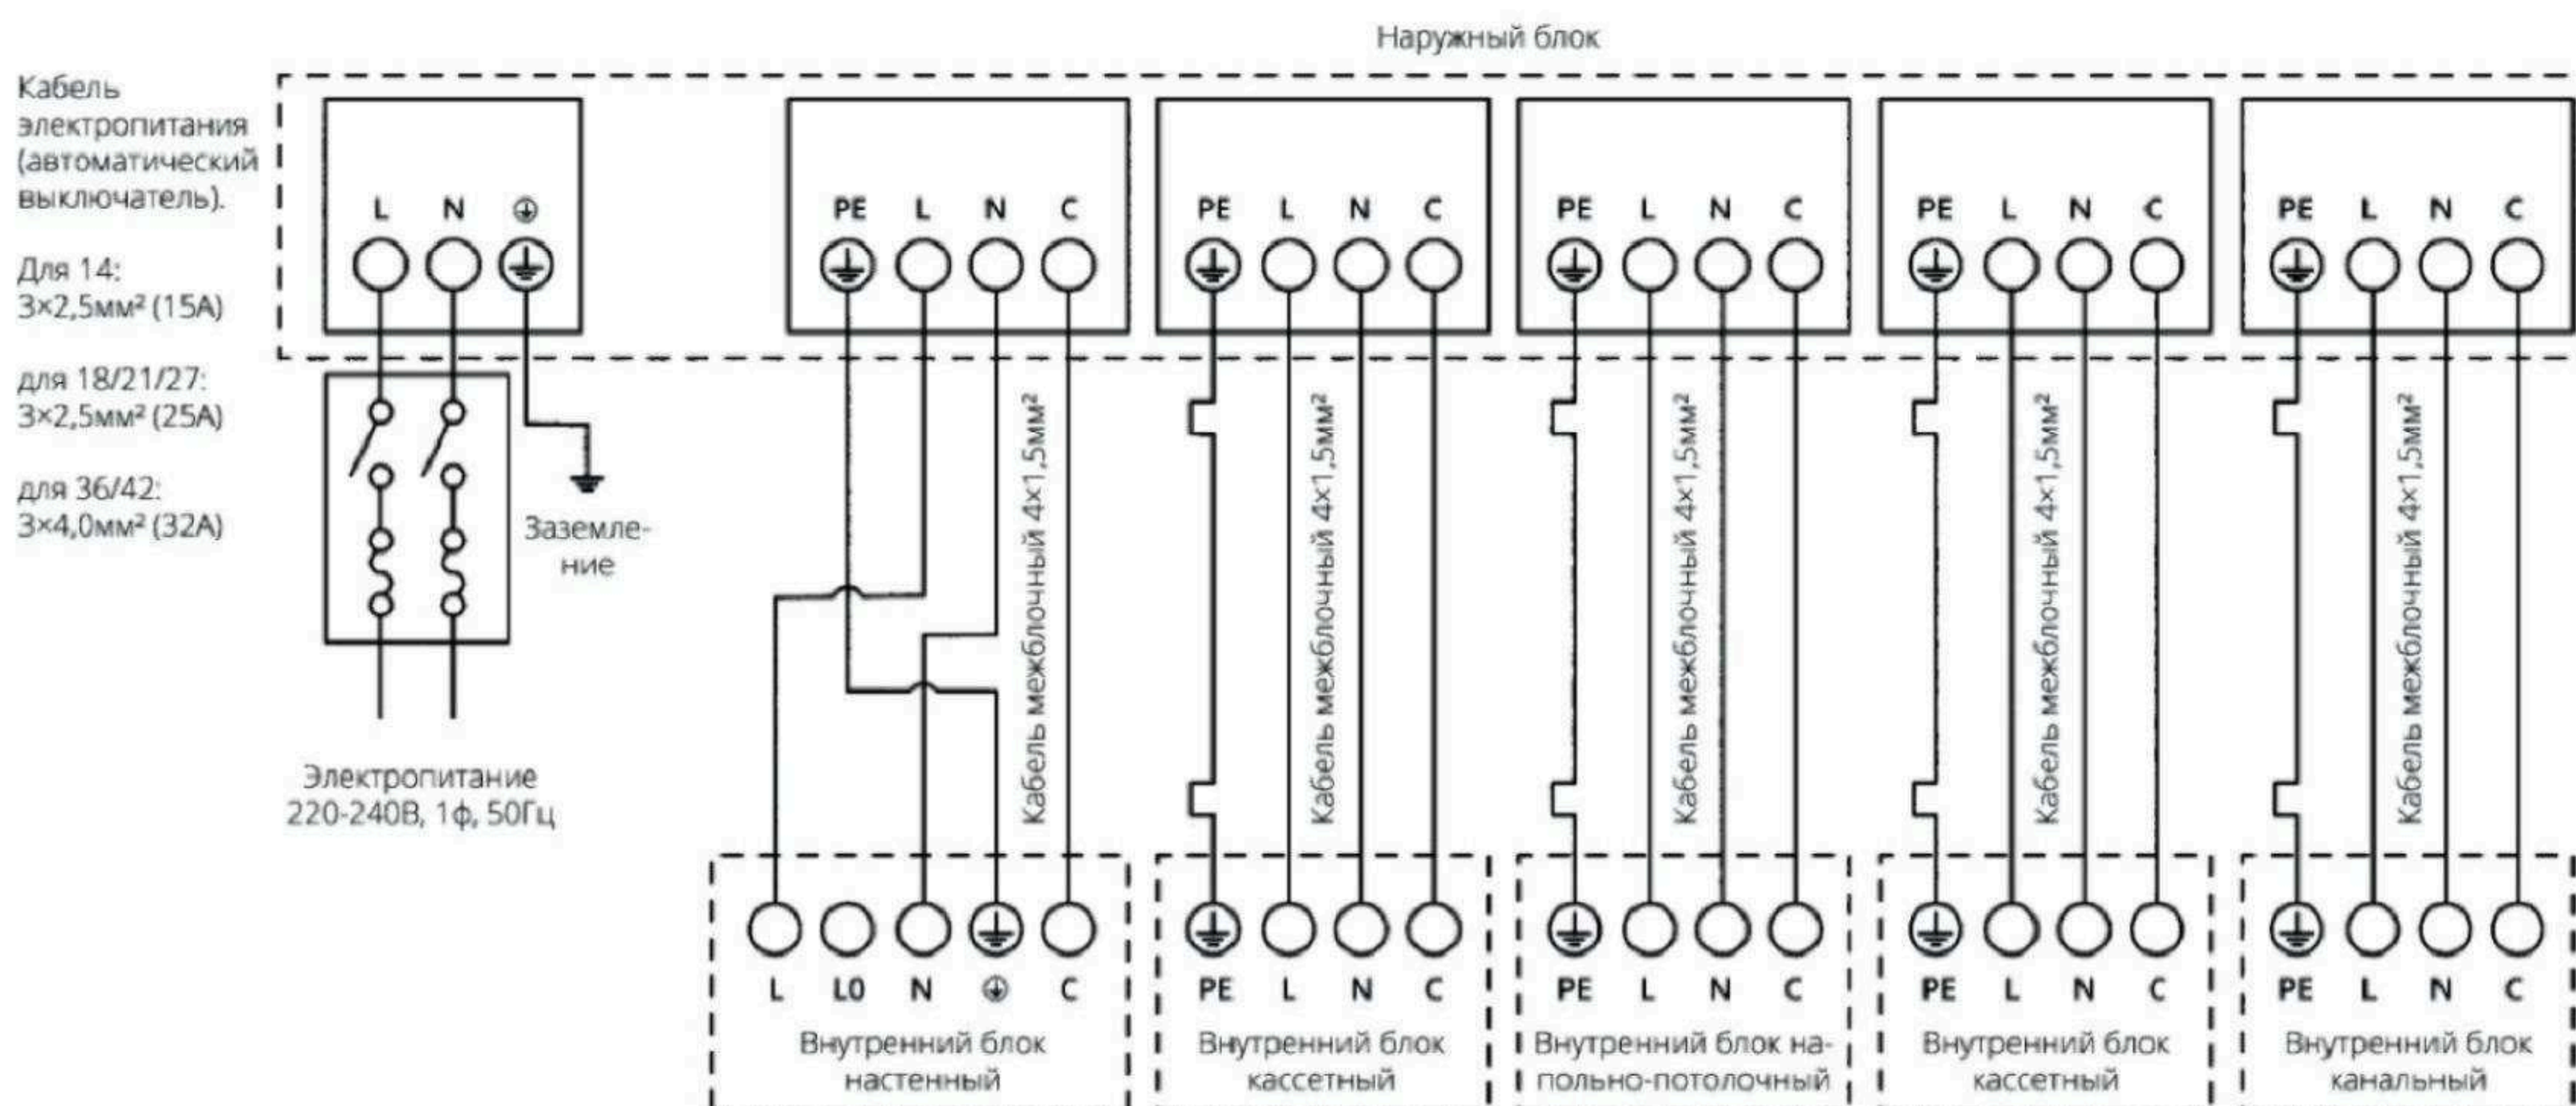 Наружный блок
Кабель
электропитания
(автоматический
выключатель).
Для 14:
3×2,5мм² (15А)
для 18/21/27:
3×2,5мм² (25А)
для 36/42:
3×4,0мм² (32А)
L N ⏚
PE L N C
PE L N C
PE L N C
PE L N C
PE L N C
Заземле-
ние
Электропитание
220-240В, 1ф, 50Гц
Кабель межблочный 4×1,5мм²
Кабель межблочный 4×1,5мм²
Кабель межблочный 4×1,5мм²
Кабель межблочный 4×1,5мм²
Кабель межблочный 4×1,5мм²
L L0 N ⏚ C
Внутренний блок
настенный
PE L N C
Внутренний блок
кассетный
PE L N C
Внутренний блок на-
польно-потолочный
PE L N C
Внутренний блок
кассетный
PE L N C
Внутренний блок
канальный